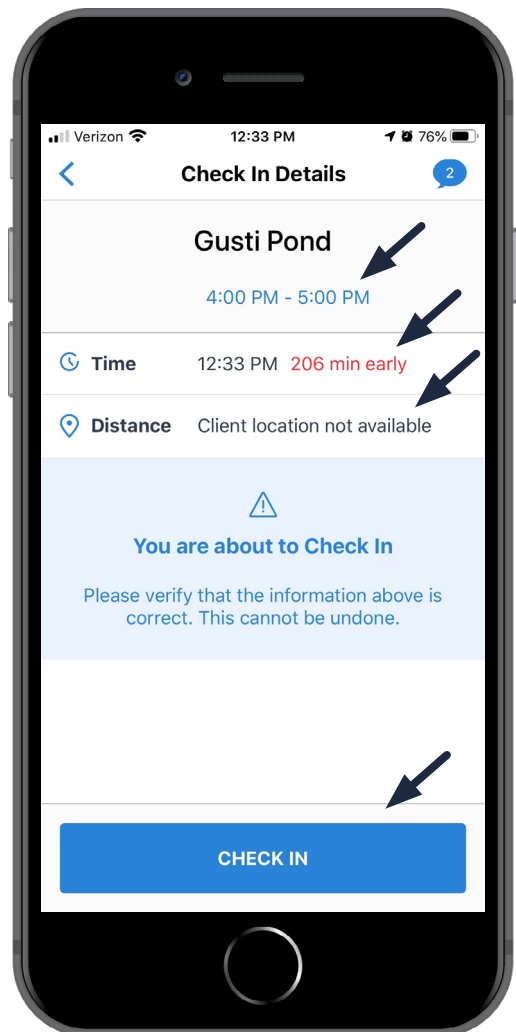 Verizon 12:33 PM 76%
Check In Details 2
Gusti Pond
4:00 PM - 5:00 PM
Time 12:33 PM 206 min early
Distance Client location not available
You are about to Check In
Please verify that the information above is
correct. This cannot be undone.
CHECK IN